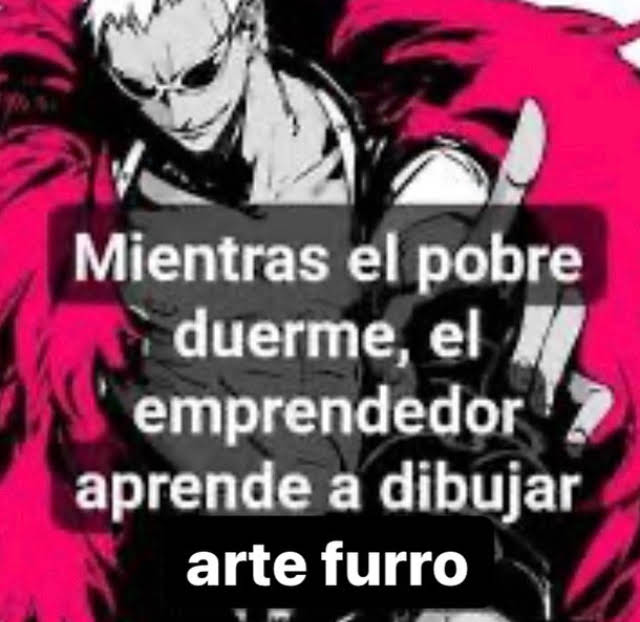 Mientras el pobre
duerme, el
emprendedor
aprende a dibujar
arte furro